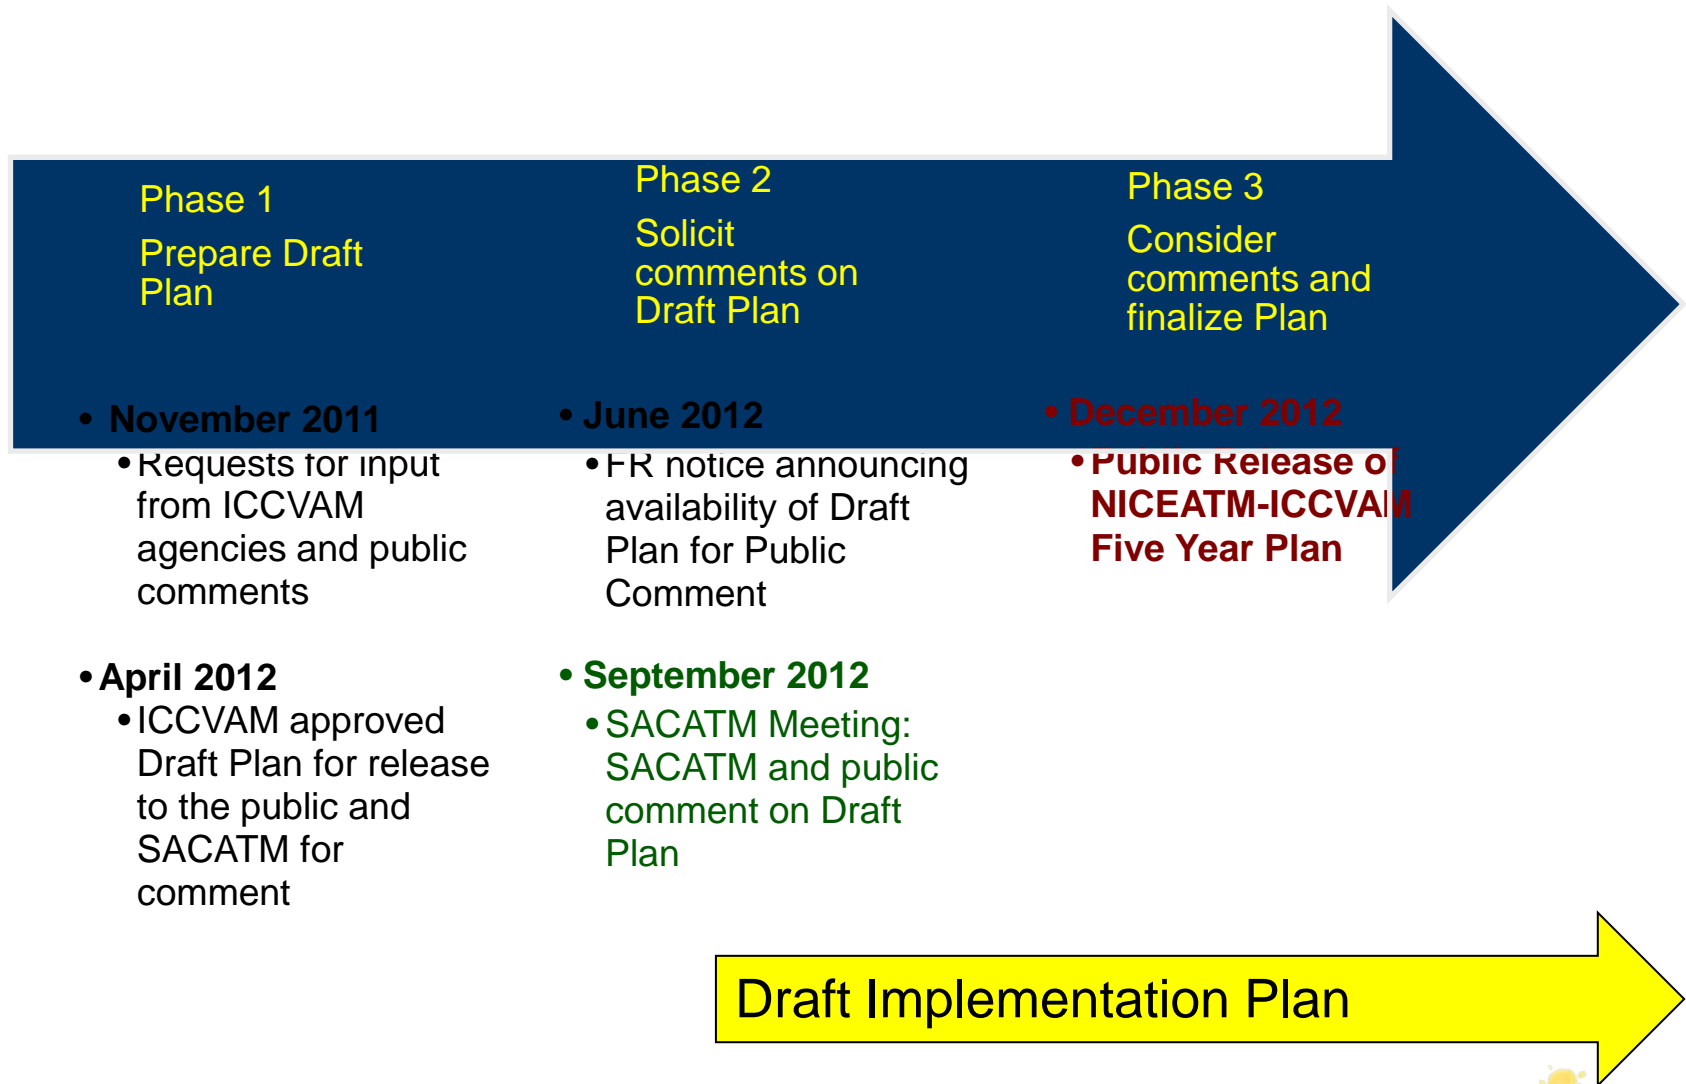 Phase 1
Prepare Draft
Plan
• November 2011
• Requests for input
from ICCVAM
agencies and public
comments
• April 2012
• ICCVAM approved
Draft Plan for release
to the public and
SACATM for
comment
Phase 2
Solicit
comments on
Draft Plan
• June 2012
• FR notice announcing
availability of Draft
Plan for Public
Comment
• September 2012
• SACATM Meeting:
SACATM and public
comment on Draft
Plan
Phase 3
Consider
comments and
finalize Plan
• December 2012
• Public Release of
NICEATM-ICCVAM
Five Year Plan
Draft Implementation Plan